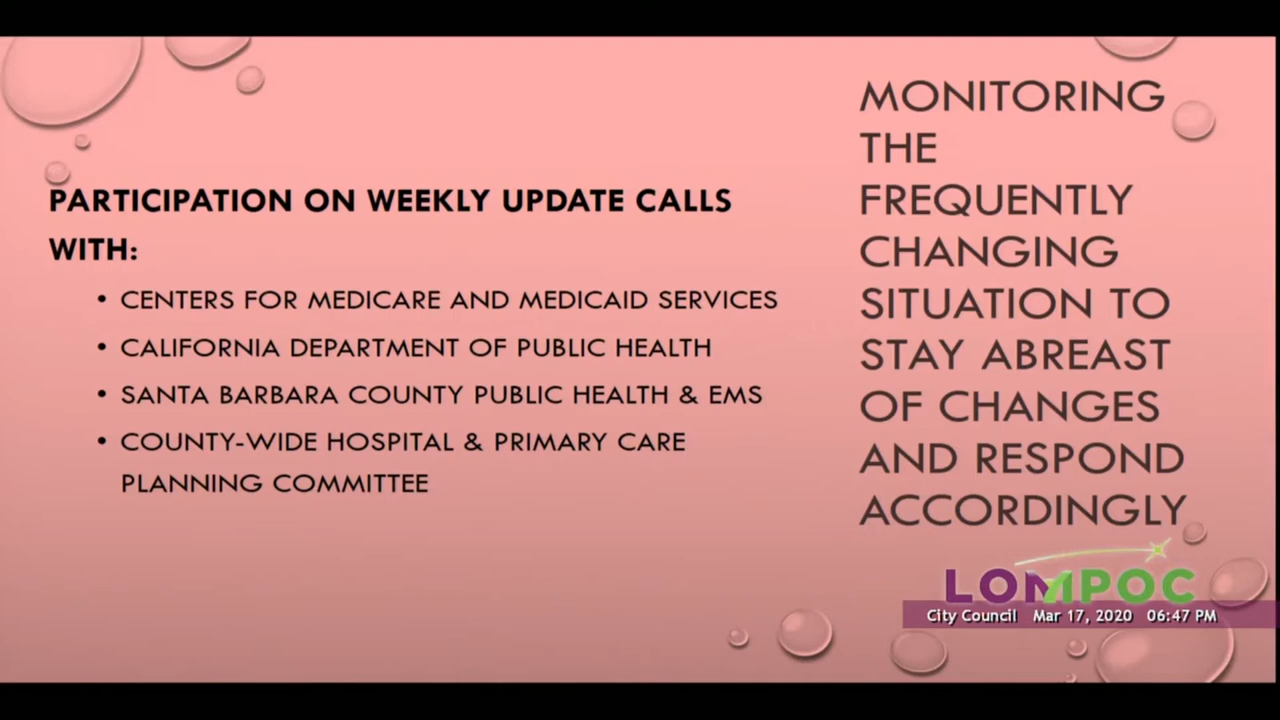 PARTICIPATION ON WEEKLY UPDATE CALLS
WITH:
• CENTERS FOR MEDICARE AND MEDICAID SERVICES
• CALIFORNIA DEPARTMENT OF PUBLIC HEALTH
• SANTA BARBARA COUNTY PUBLIC HEALTH & EMS
• COUNTY-WIDE HOSPITAL & PRIMARY CARE
PLANNING COMMITTEE
MONITORING
THE
FREQUENTLY
CHANGING
SITUATION TO
STAY ABREAST
OF CHANGES
AND RESPOND
ACCORDINGLY
LOMPOC
City Council Mar 17, 2020 06:47 PM